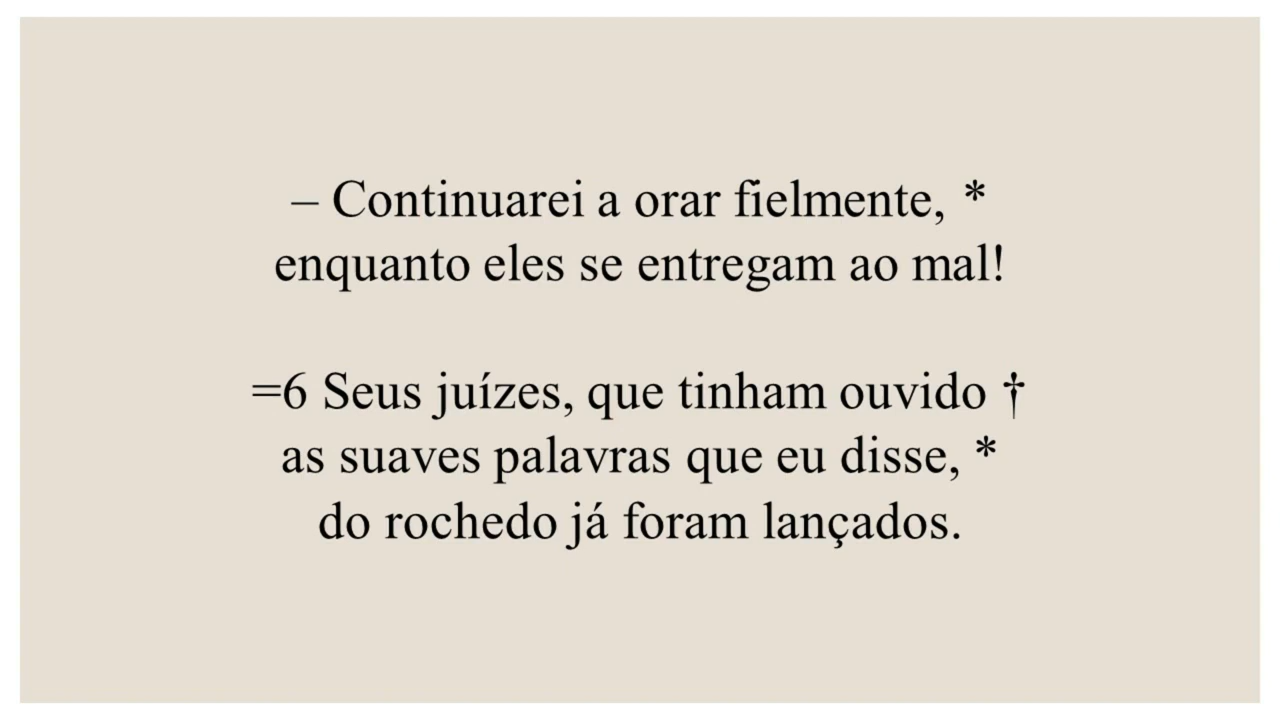 – Continuarei a orar fielmente, *
enquanto eles se entregam ao mal!
=6 Seus juízes, que tinham ouvido †
as suaves palavras que eu disse, *
do rochedo já foram lançados.